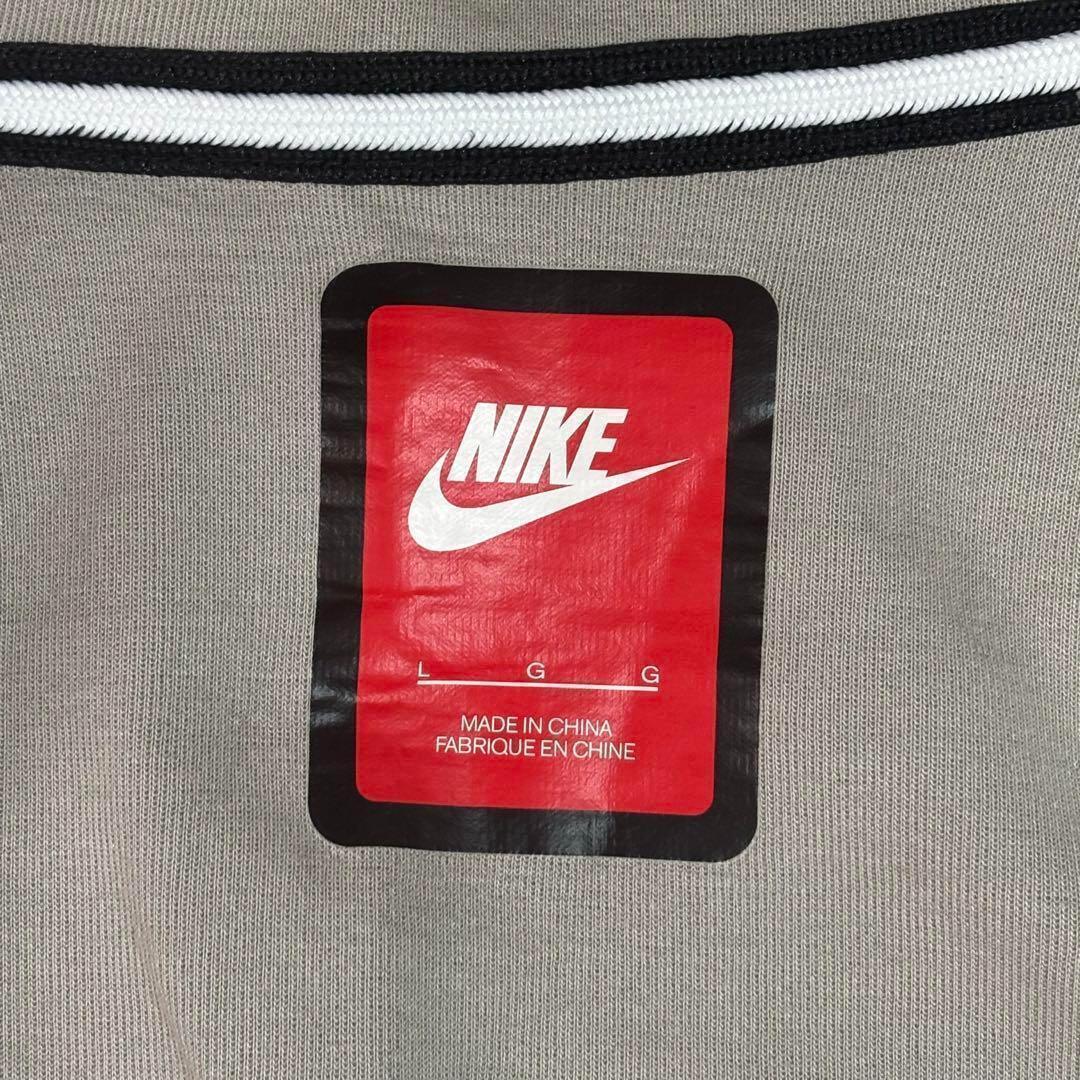 NIKE
L G G
MADE IN CHINA
FABRIQUE EN CHINE